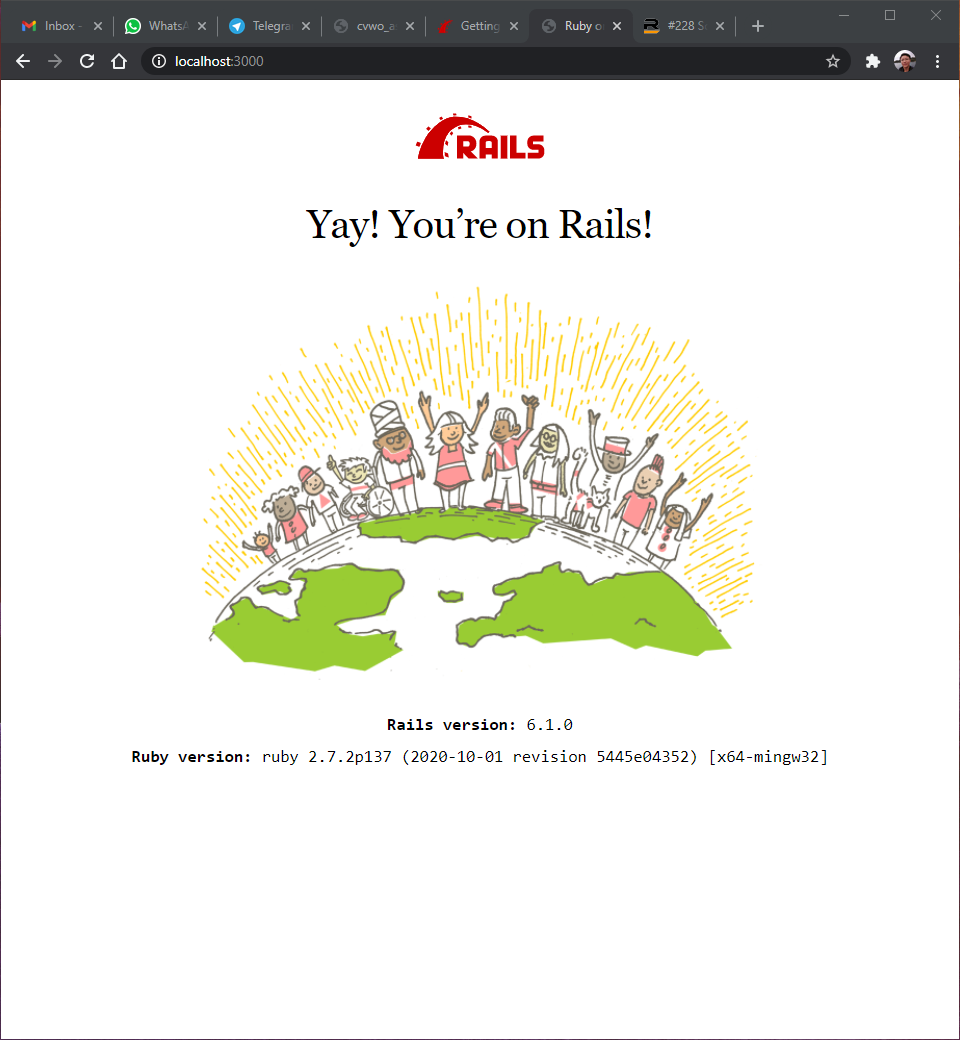 Inbox -
WhatsA
Telegra
cvwo_a
Getting
Ruby o
#228 S
localhost:3000
RAILS
Yay! You’re on Rails!
Rails version: 6.1.0
Ruby version: ruby 2.7.2p137 (2020-10-01 revision 5445e04352) [x64-mingw32]